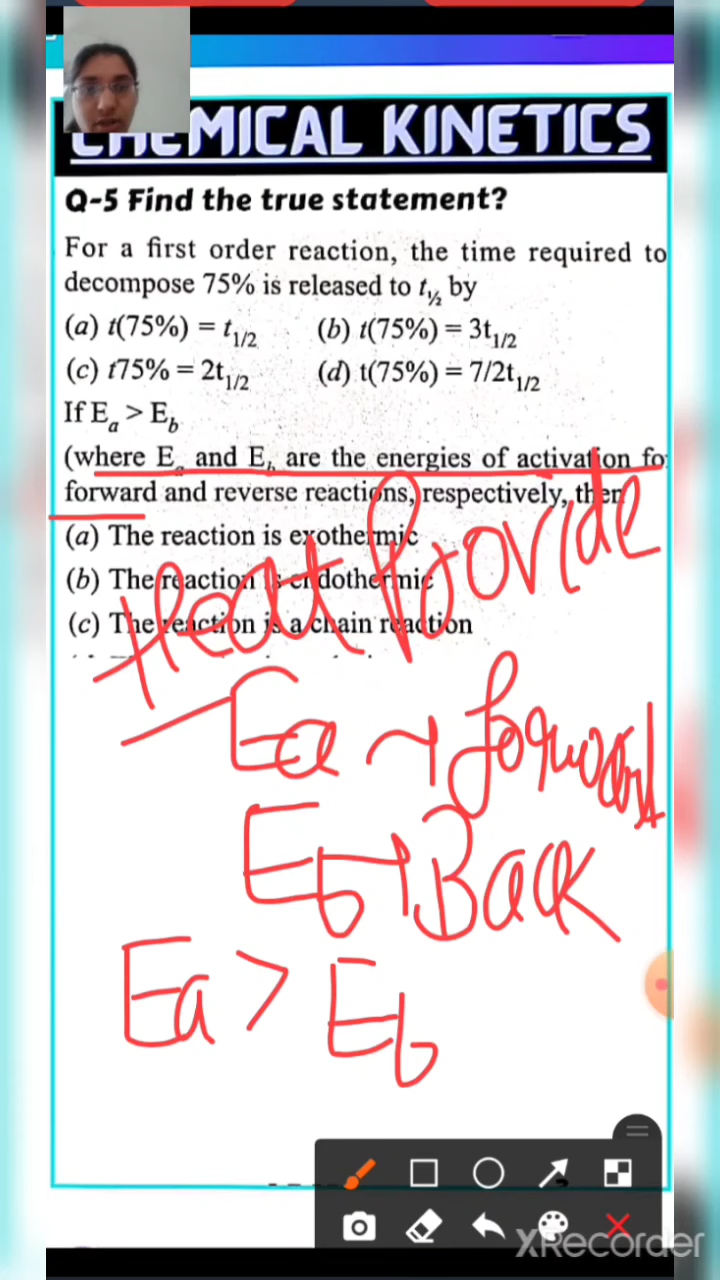 CHEMICAL KINETICS
Q-5 Find the true statement?
For a first order reaction, the time required to
decompose 75% is released to t½ by
(a) t(75%) = t1/2 (b) t(75%) = 3t1/2
(c) t75% = 2t1/2 (d) t(75%) = 7/2t1/2
If Ea > Eb
(where Ea and Eb are the energies of activation fo
forward and reverse reactions, respectively, then
(a) The reaction is exothermic
(b) The reaction is endothermic
(c) The reaction is a chain reaction
Heat Provide
Ea → forward
Eb → Back
Ea > Eb
XRecorder